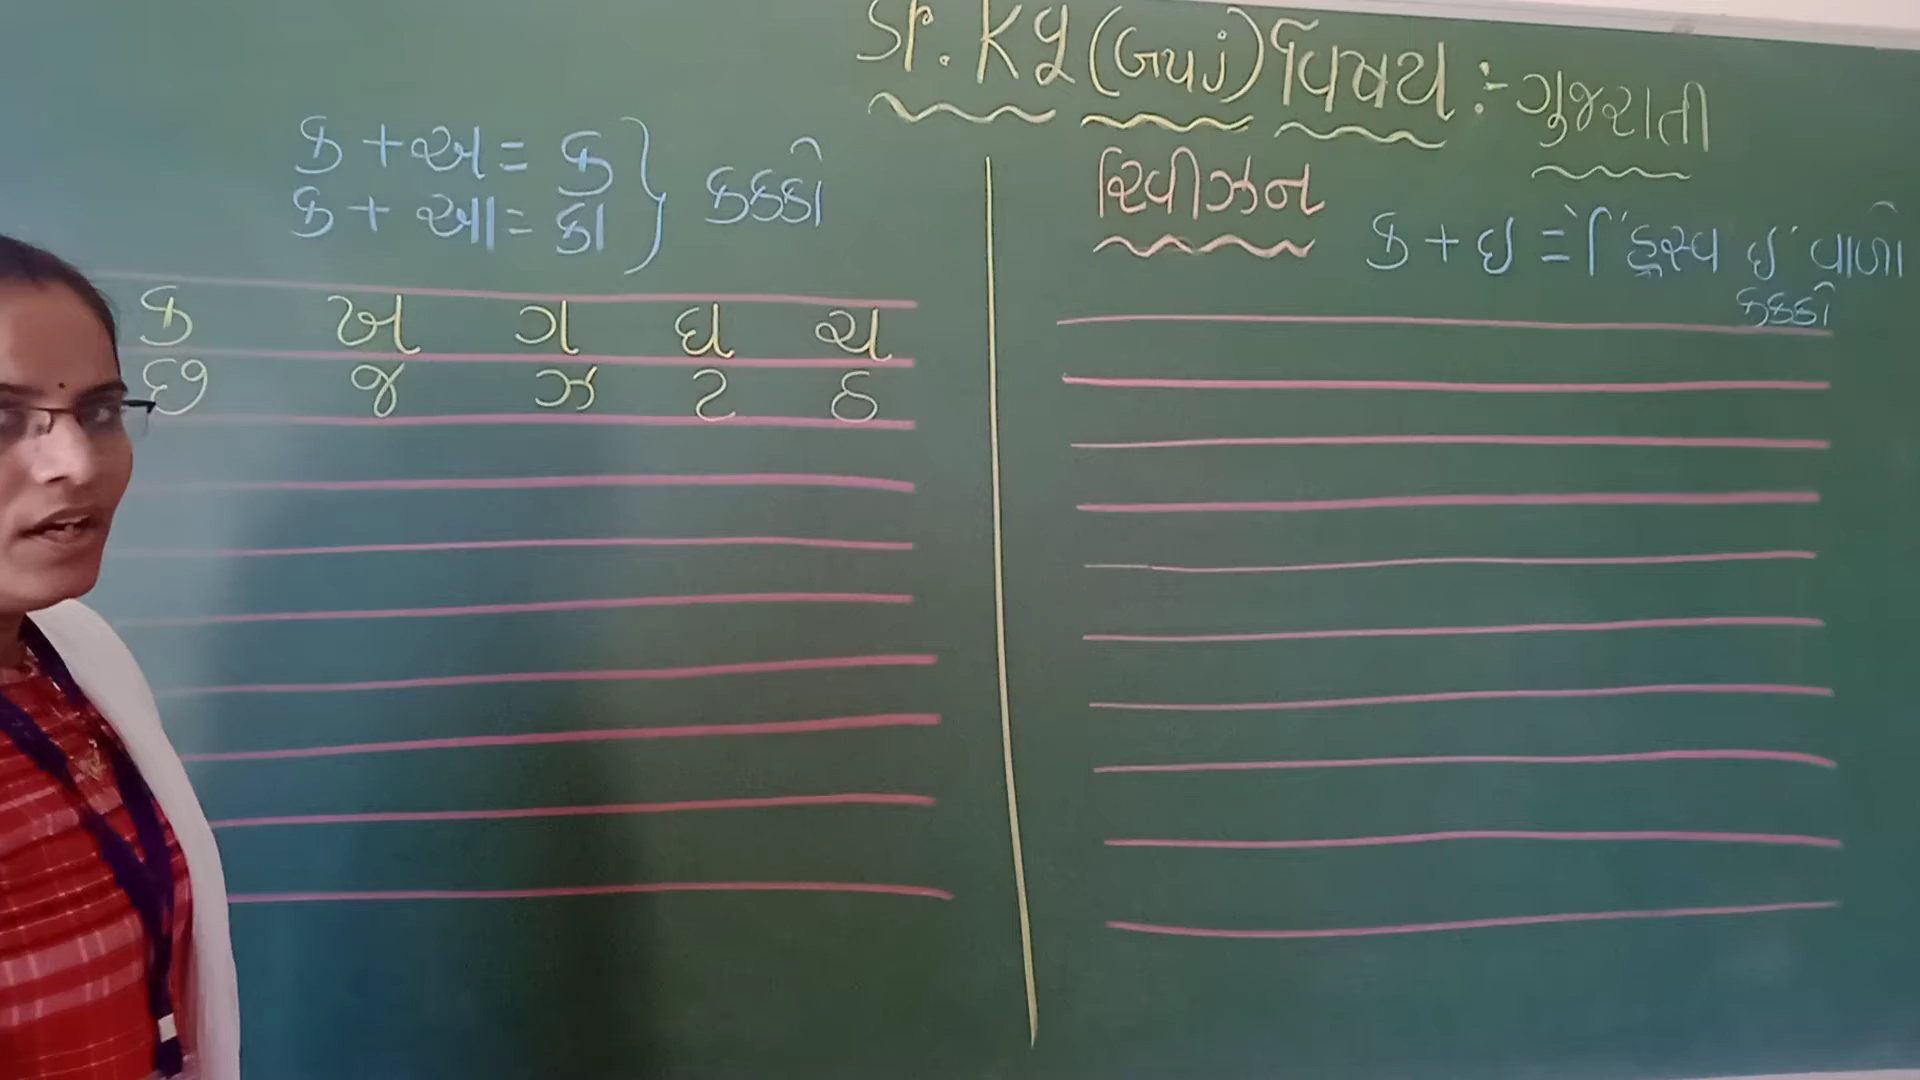 Sr. Kg (Guj) વિષય :- ગુજરાતી
ક + અ = ક
ક + આ = કા } કક્કો
રિવીઝન
ક + ઇ = 'િ' હ્રસ્વ 'ઇ' વાળો
કક્કો
ક ખ ગ ઘ ચ
છ જ ઝ ટ ઠ